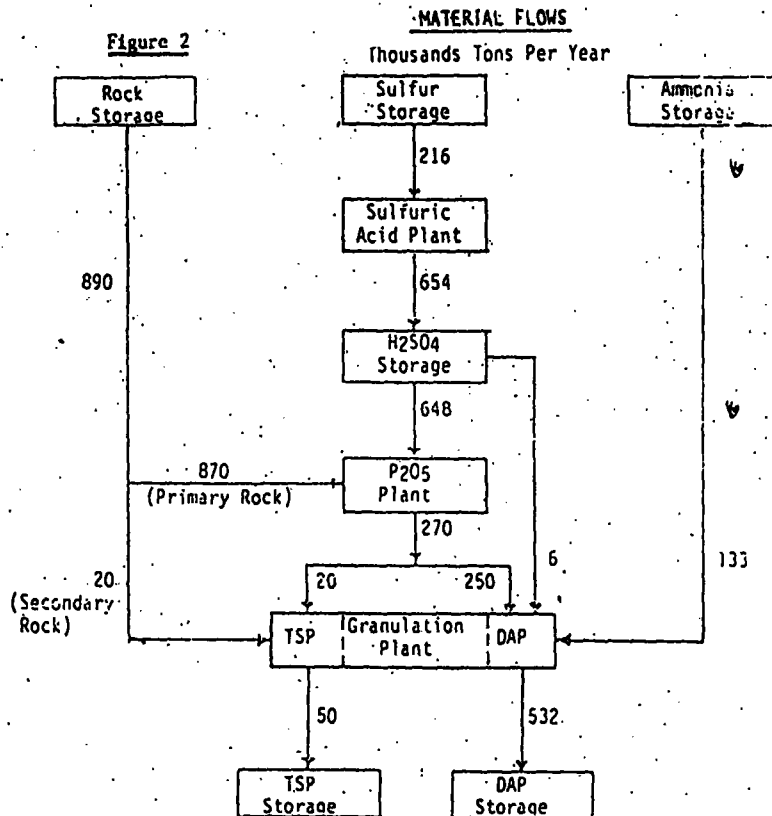 MATERIAL FLOWS
Figure 2
Thousands Tons Per Year
Rock
Storage
Sulfur
Storage
Ammonia
Storage
216
Sulfuric
Acid Plant
890
654
H2SO4
Storage
648
870
(Primary Rock)
P2O5
Plant
270
20
(Secondary
Rock)
20
250
6
133
TSP
Granulation
Plant
DAP
50
532
TSP
Storage
DAP
Storage